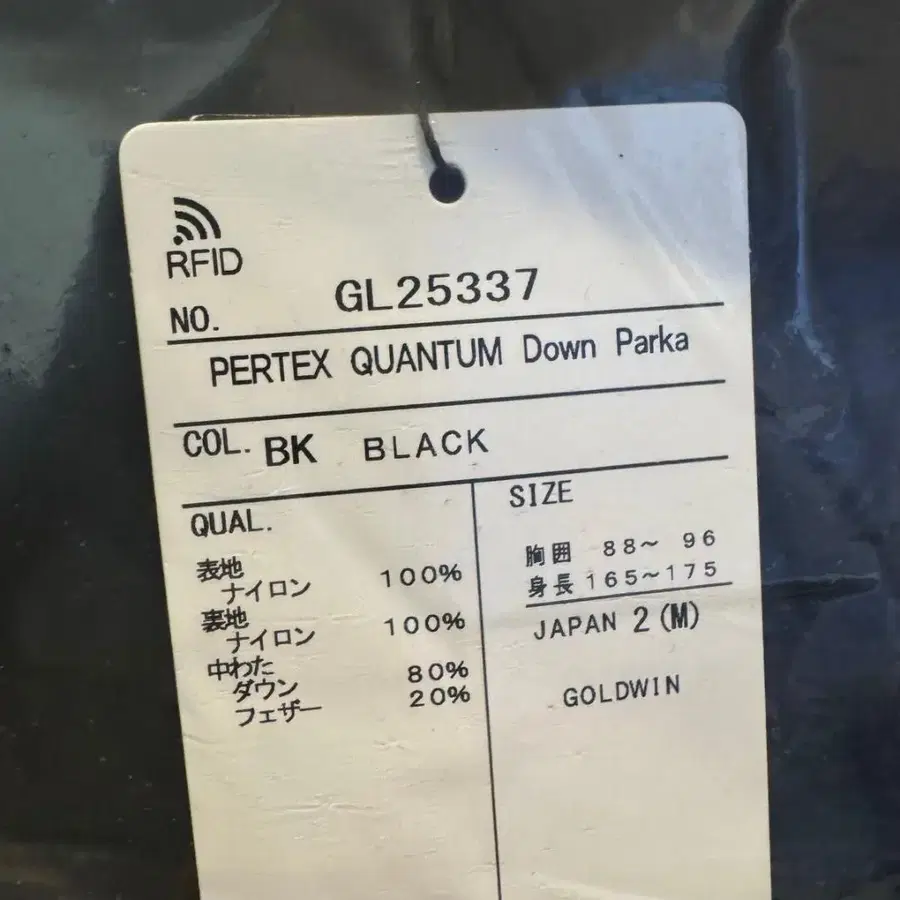 RFID
NO. GL25337
PERTEX QUANTUM Down Parka
COL. BK BLACK
QUAL.
表地
ナイロン 100%
裏地
ナイロン 100%
中わた
ダウン 80%
フェザー 20%
SIZE
胸囲 88～ 96
身長 165～175
JAPAN 2(M)
GOLDWIN